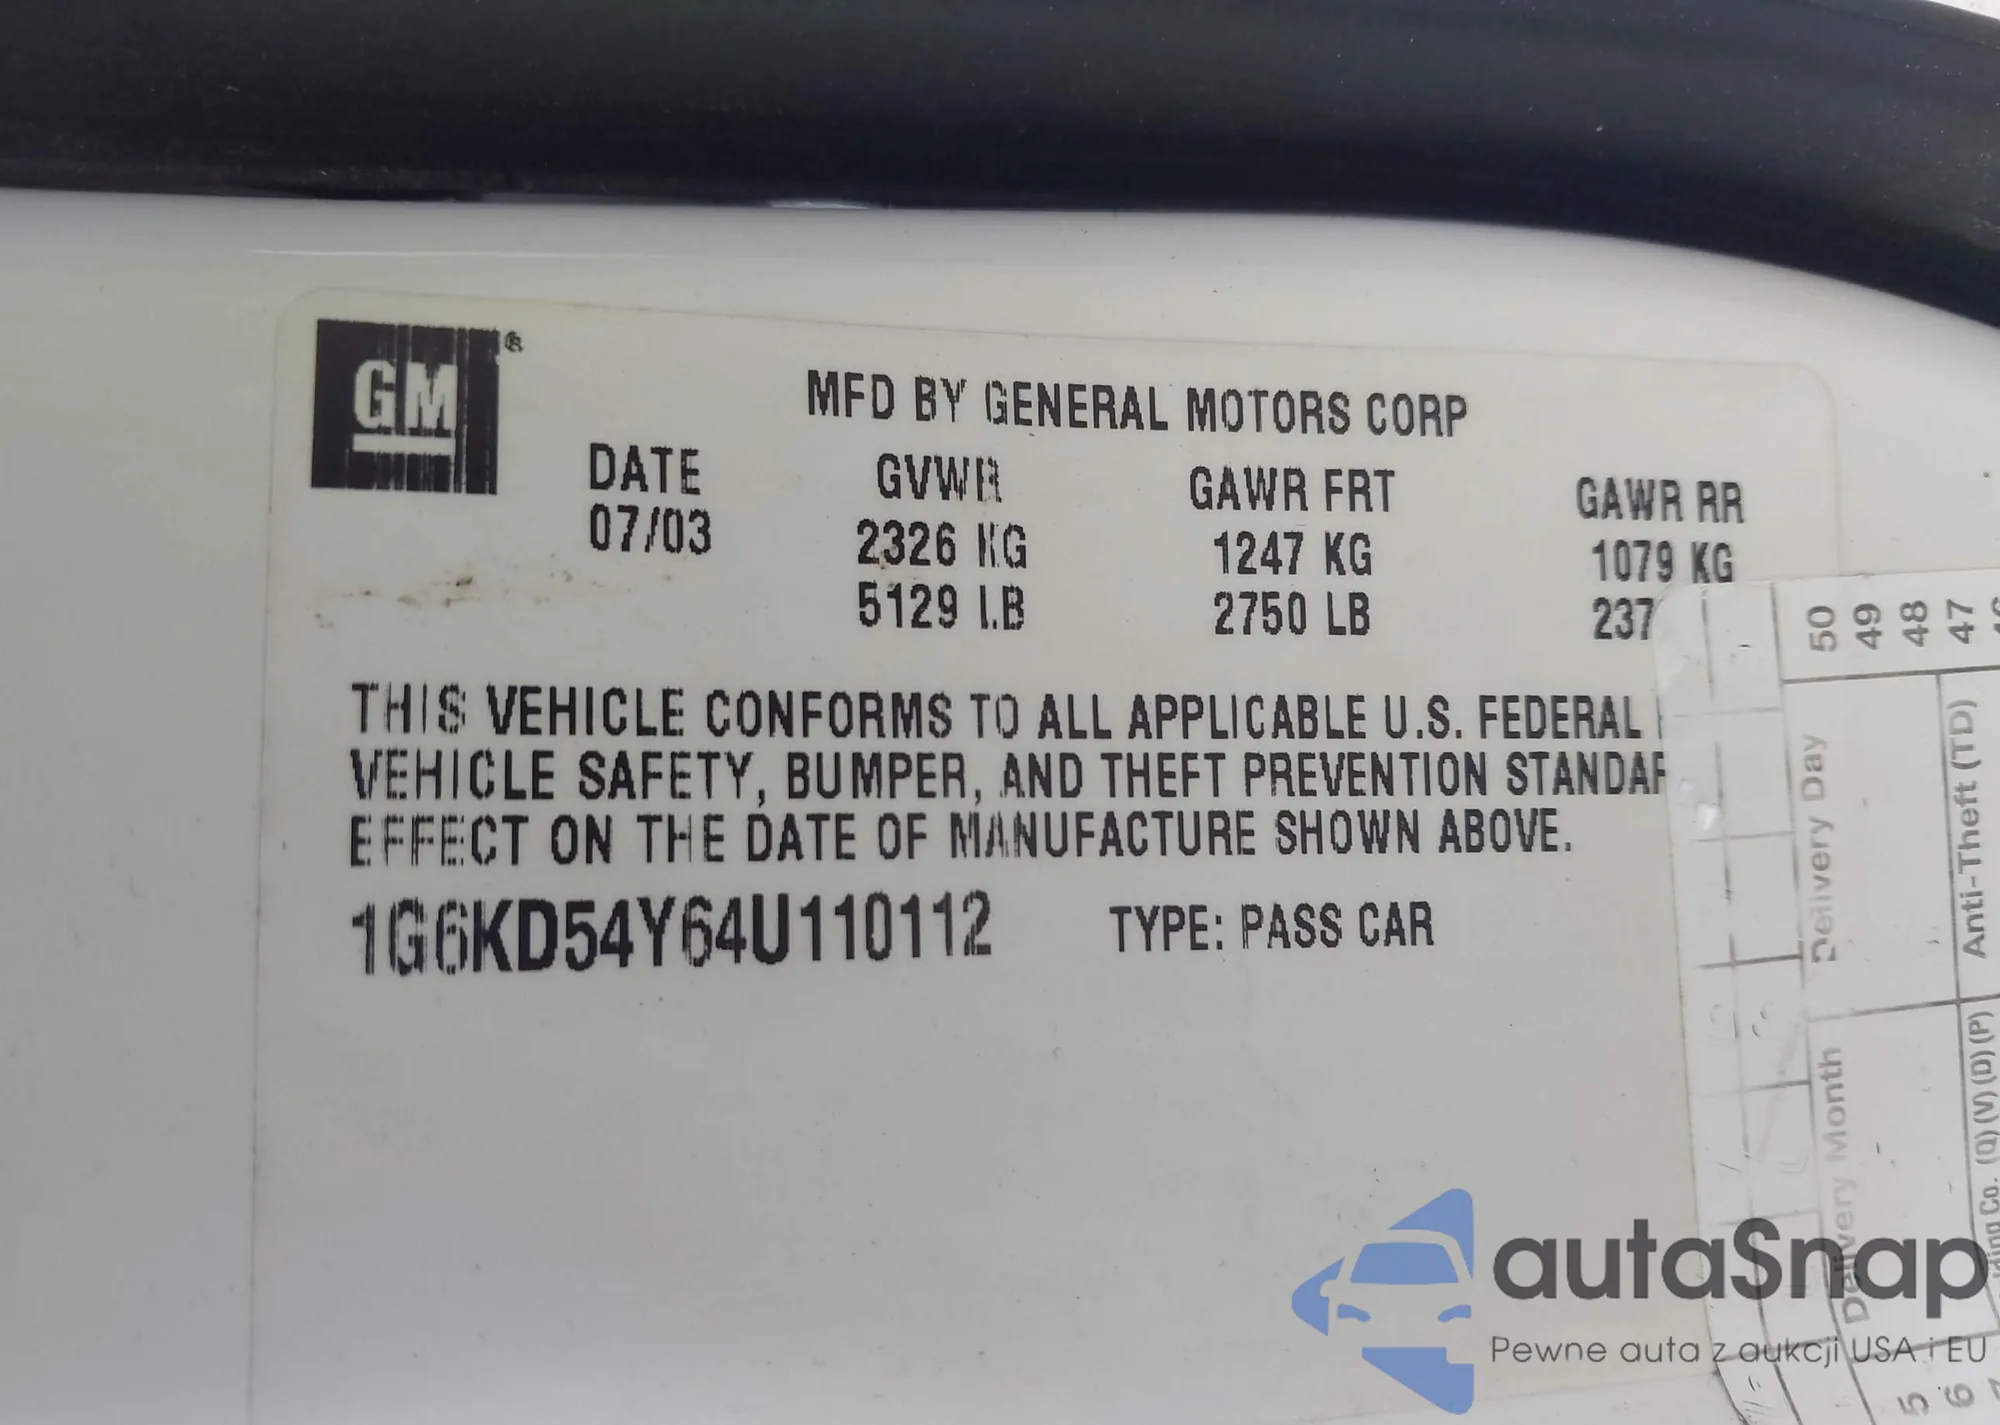 GM®
MFD BY GENERAL MOTORS CORP
DATE GVWR GAWR FRT GAWR RR
07/03 2326 KG 1247 KG 1079 KG
5129 LB 2750 LB 237
THIS VEHICLE CONFORMS TO ALL APPLICABLE U.S. FEDERAL
VEHICLE SAFETY, BUMPER, AND THEFT PREVENTION STANDAR
EFFECT ON THE DATE OF MANUFACTURE SHOWN ABOVE.
1G6KD54Y64U110112 TYPE: PASS CAR
50
49
48
47
Delivery Day
Anti-Theft (TD)
Delivery Month
Co. (Q) (V) (D) (P)
5
6
autaSnap
Pewne auta z aukcji USA i EU